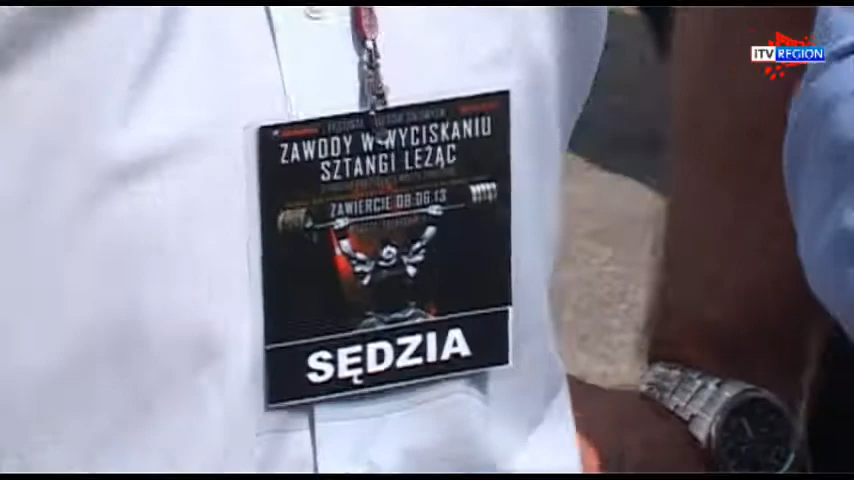 ITV REGION
ZAWODY W WYCISKANIU
SZTANGI LEŻĄC
ZAWIERCIE 08.06.13
SĘDZIA